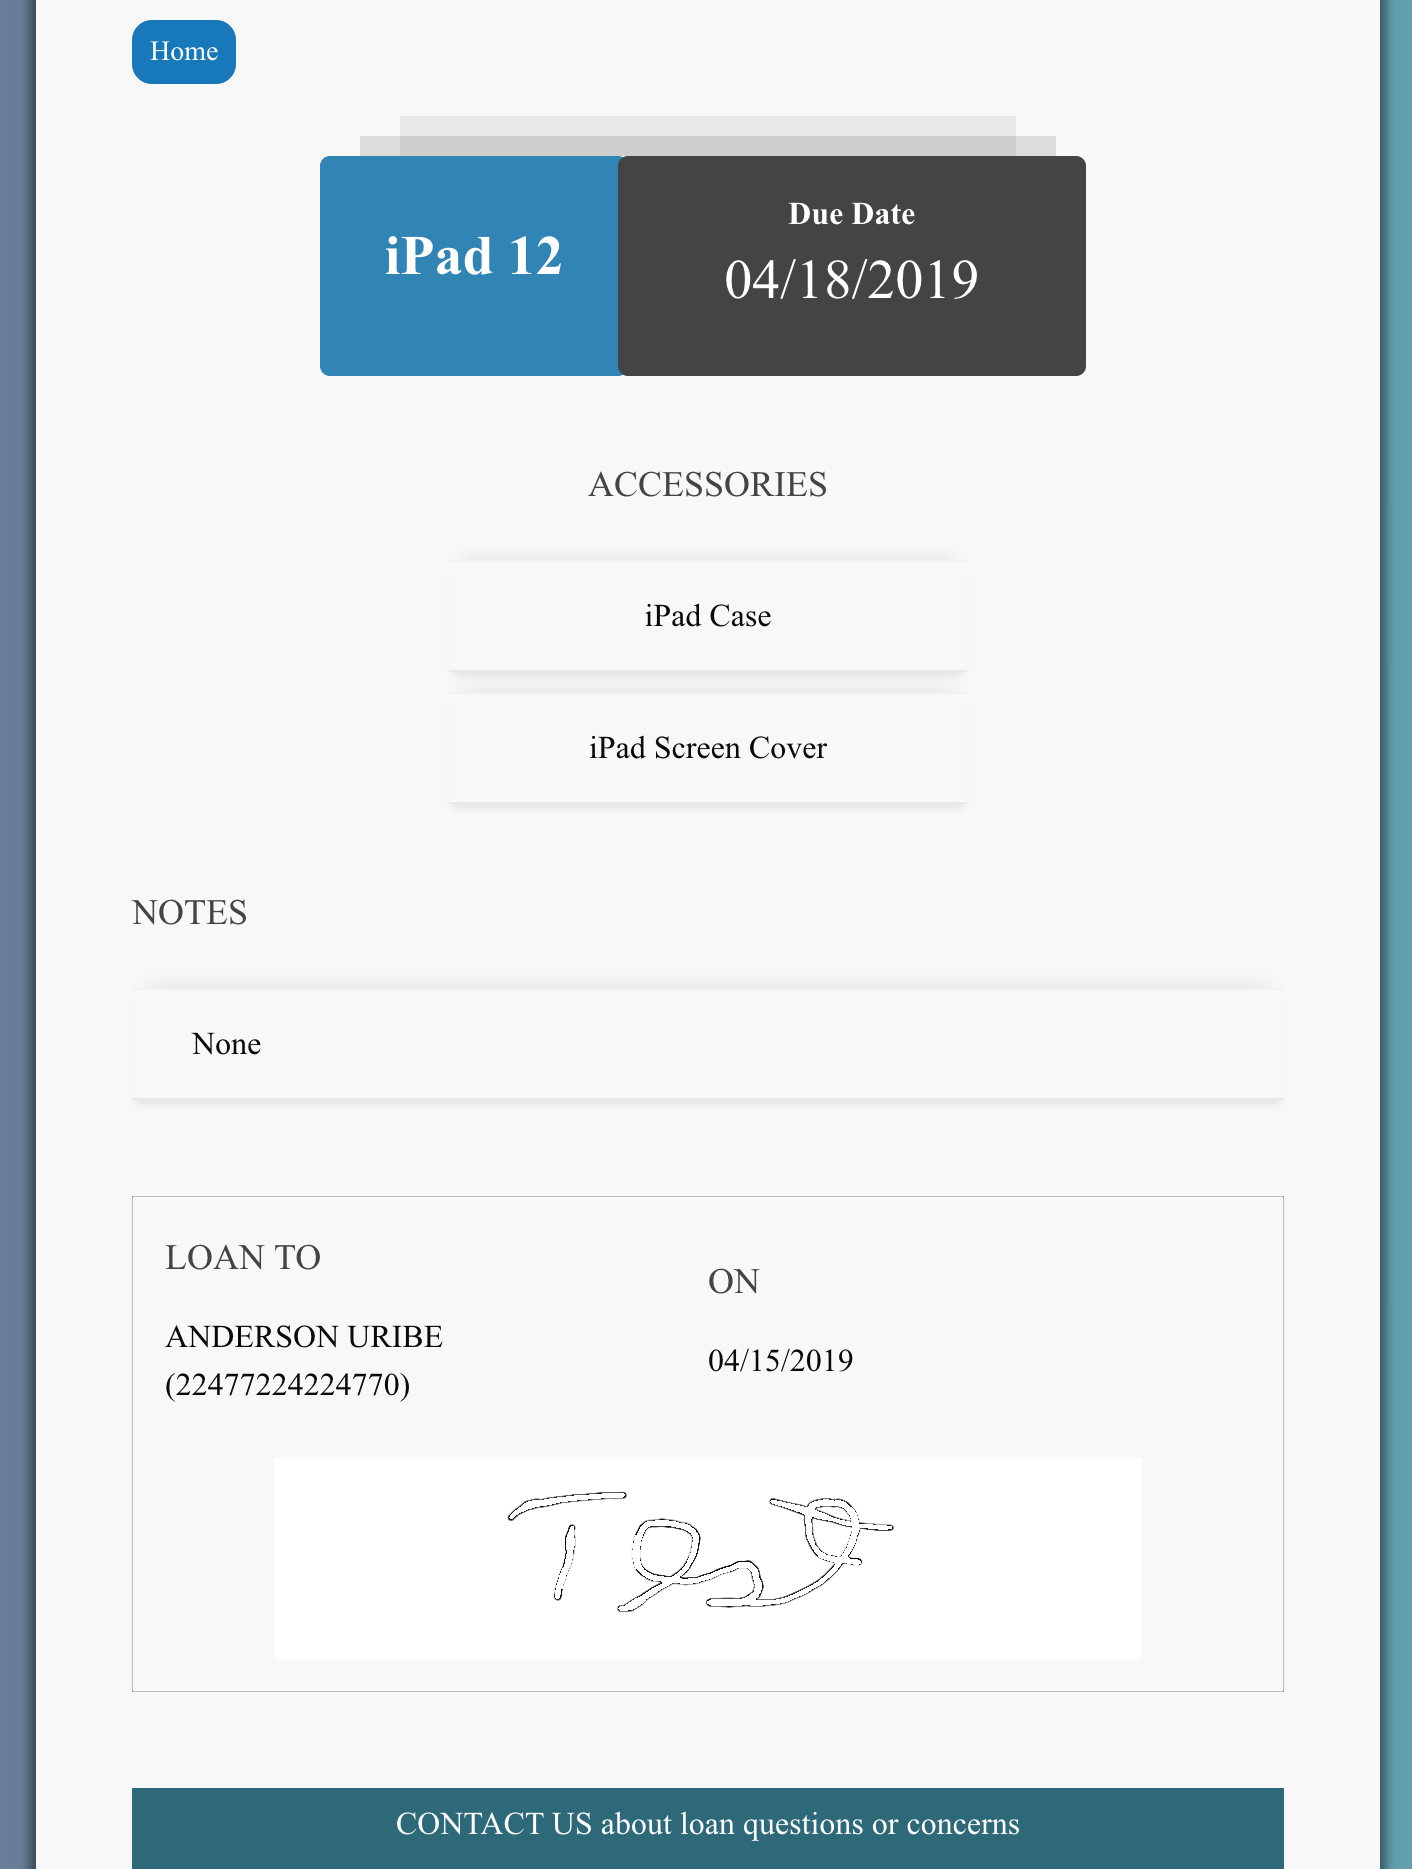 Home
iPad 12
Due Date
04/18/2019
ACCESSORIES
iPad Case
iPad Screen Cover
NOTES
None
LOAN TO
ANDERSON URIBE
(22477224224770)
ON
04/15/2019
Test
CONTACT US about loan questions or concerns